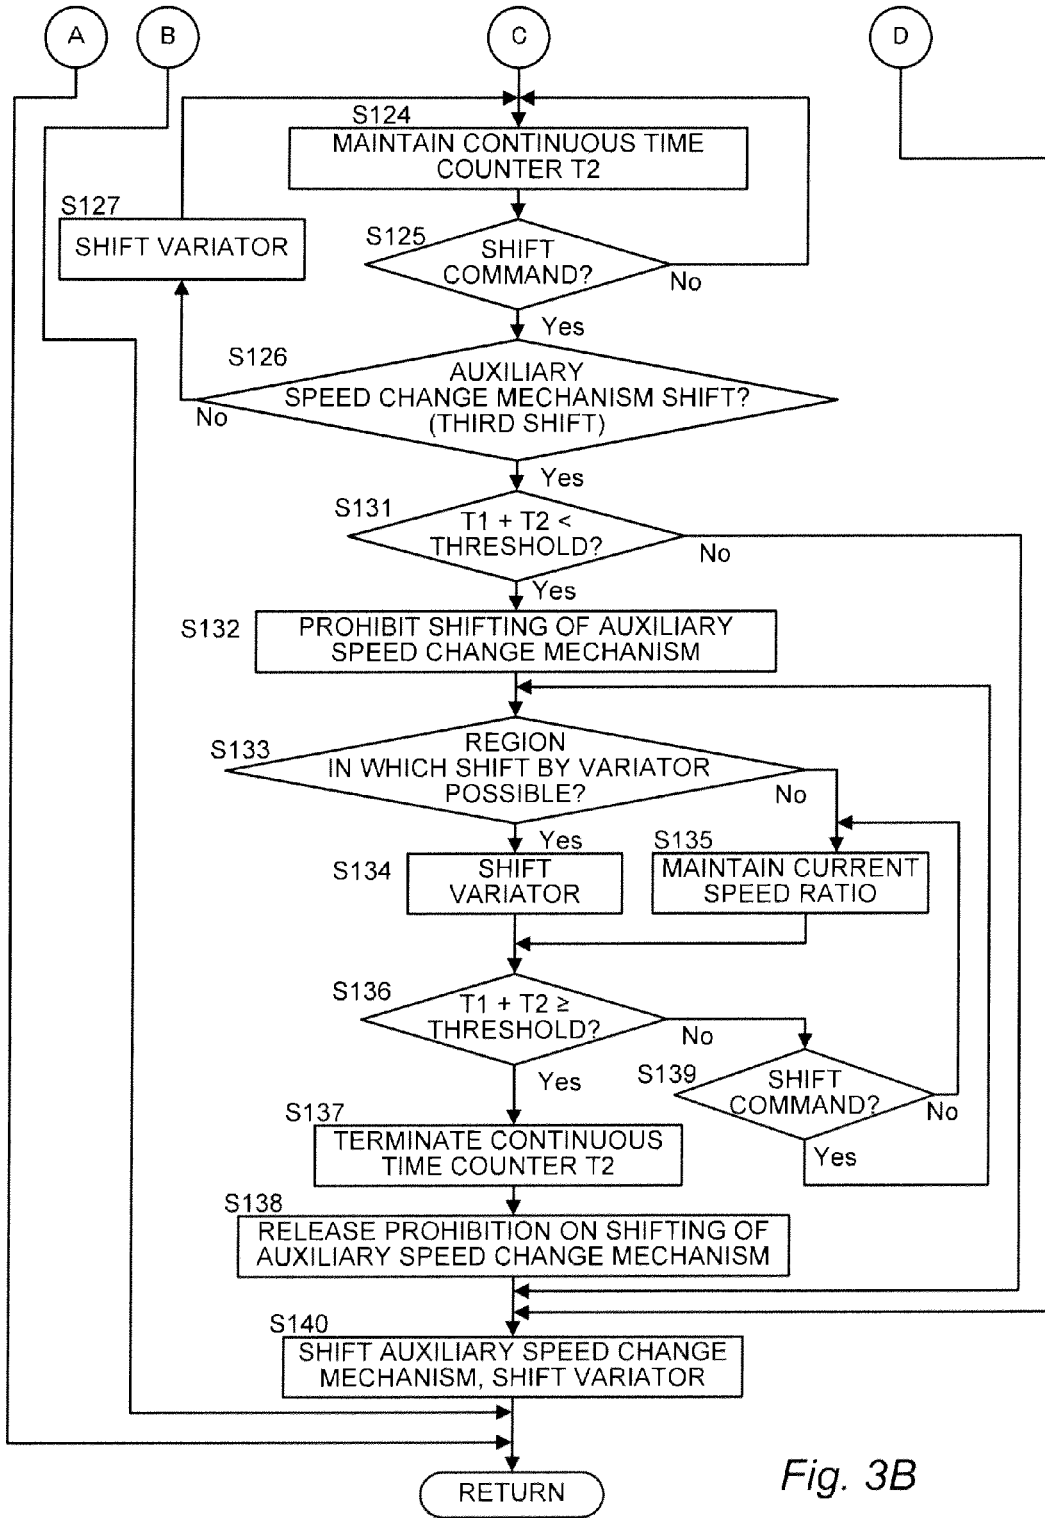 A
B
C
D
S124
MAINTAIN CONTINUOUS TIME
COUNTER T2
S127
SHIFT VARIATOR
S125
SHIFT
COMMAND?
No
Yes
S126
AUXILIARY
SPEED CHANGE MECHANISM SHIFT?
(THIRD SHIFT)
No
Yes
S131
T1 + T2 <
THRESHOLD?
No
Yes
S132
PROHIBIT SHIFTING OF AUXILIARY
SPEED CHANGE MECHANISM
S133
REGION
IN WHICH SHIFT BY VARIATOR
POSSIBLE?
No
Yes
S134
SHIFT
VARIATOR
S135
MAINTAIN CURRENT
SPEED RATIO
S136
T1 + T2 ≥
THRESHOLD?
No
Yes
S139
SHIFT
COMMAND?
No
Yes
S137
TERMINATE CONTINUOUS
TIME COUNTER T2
S138
RELEASE PROHIBITION ON SHIFTING OF
AUXILIARY SPEED CHANGE MECHANISM
S140
SHIFT AUXILIARY SPEED CHANGE
MECHANISM, SHIFT VARIATOR
RETURN
Fig. 3B